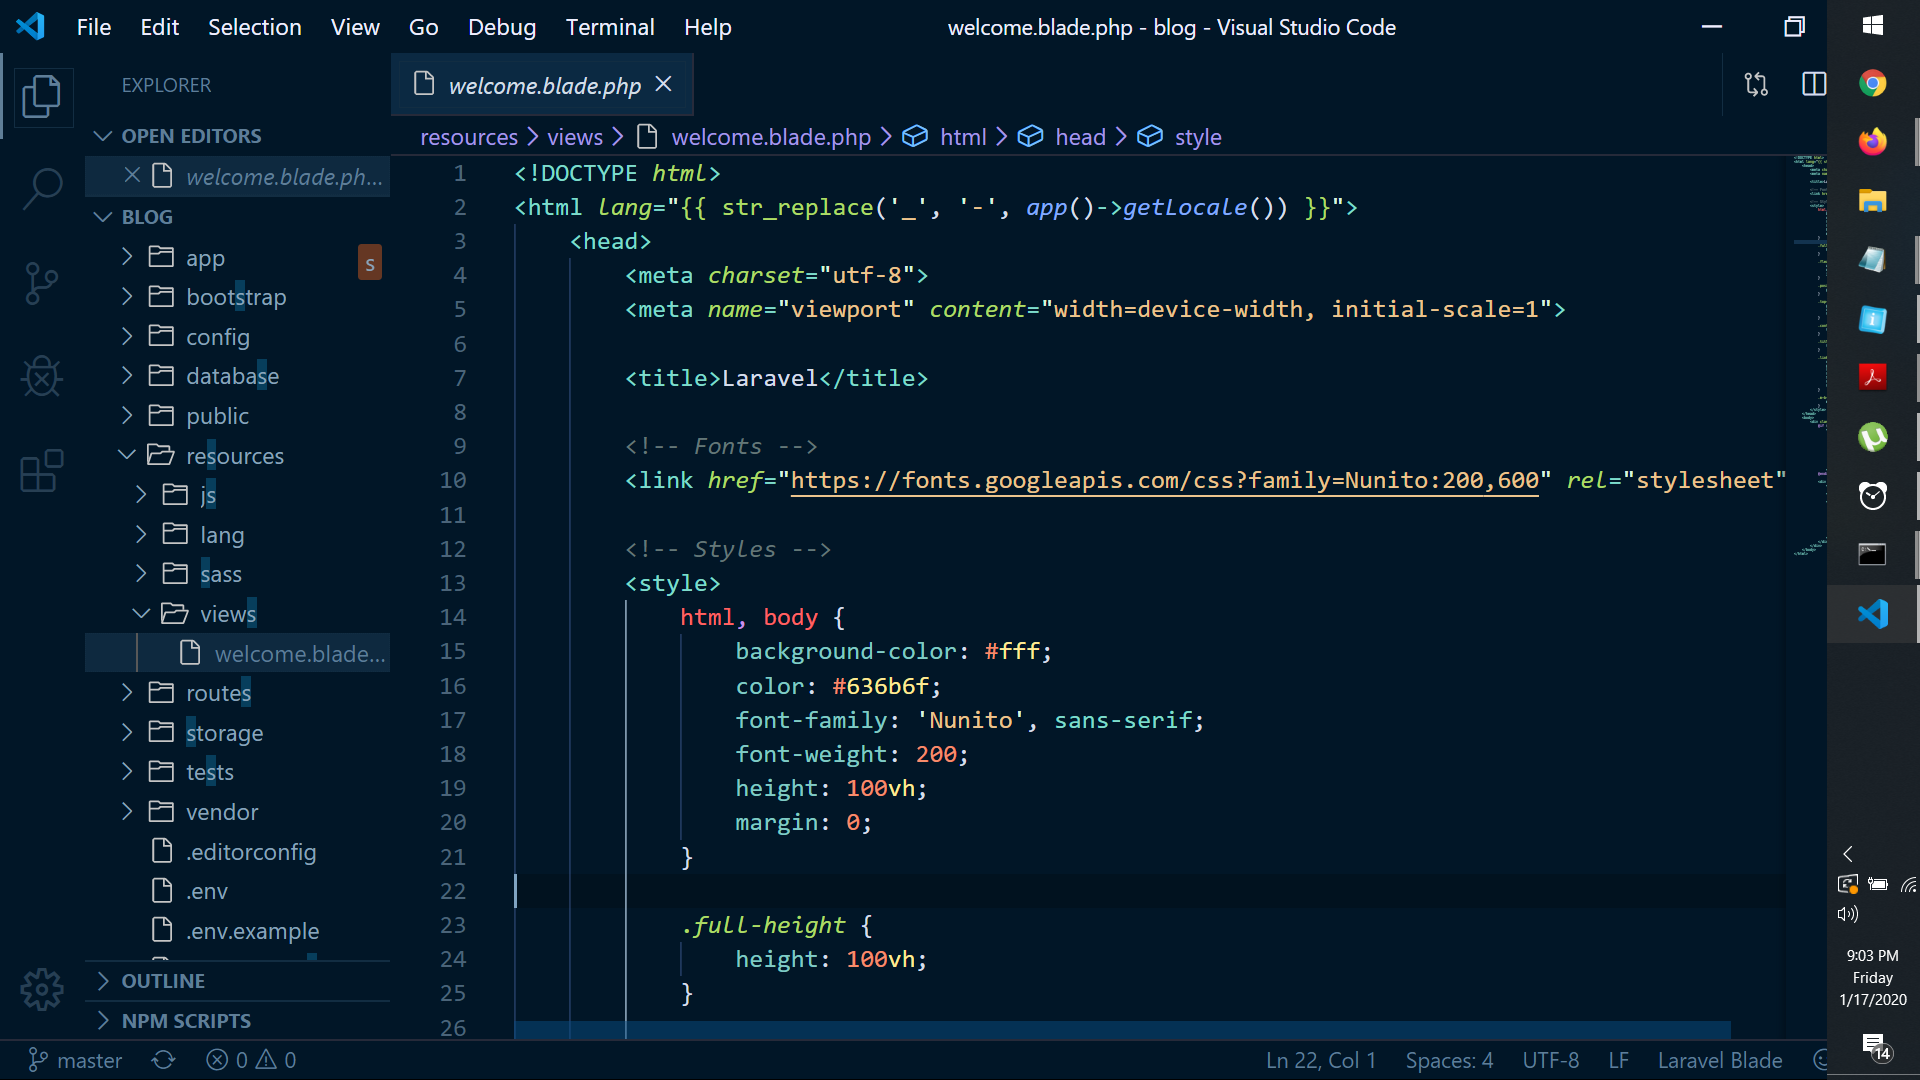 File Edit Selection View Go Debug Terminal Help
welcome.blade.php - blog - Visual Studio Code
EXPLORER
OPEN EDITORS
welcome.blade.ph...
BLOG
app
s
bootstrap
config
database
public
resources
js
lang
sass
views
welcome.blade...
routes
storage
tests
vendor
.editorconfig
.env
.env.example
OUTLINE
NPM SCRIPTS
welcome.blade.php
resources > views > welcome.blade.php > html > head > style
1 <!DOCTYPE html>
2 <html lang="{{ str_replace('_', '-', app()->getLocale()) }}">
3 <head>
4 <meta charset="utf-8">
5 <meta name="viewport" content="width=device-width, initial-scale=1">
6
7 <title>Laravel</title>
8
9 <!-- Fonts -->
10 <link href="https://fonts.googleapis.com/css?family=Nunito:200,600" rel="stylesheet"
11
12 <!-- Styles -->
13 <style>
14 html, body {
15 background-color: #fff;
16 color: #636b6f;
17 font-family: 'Nunito', sans-serif;
18 font-weight: 200;
19 height: 100vh;
20 margin: 0;
21 }
22
23 .full-height {
24 height: 100vh;
25 }
26
master 0 0
Ln 22, Col 1 Spaces: 4 UTF-8 LF Laravel Blade
9:03 PM
Friday
1/17/2020
14